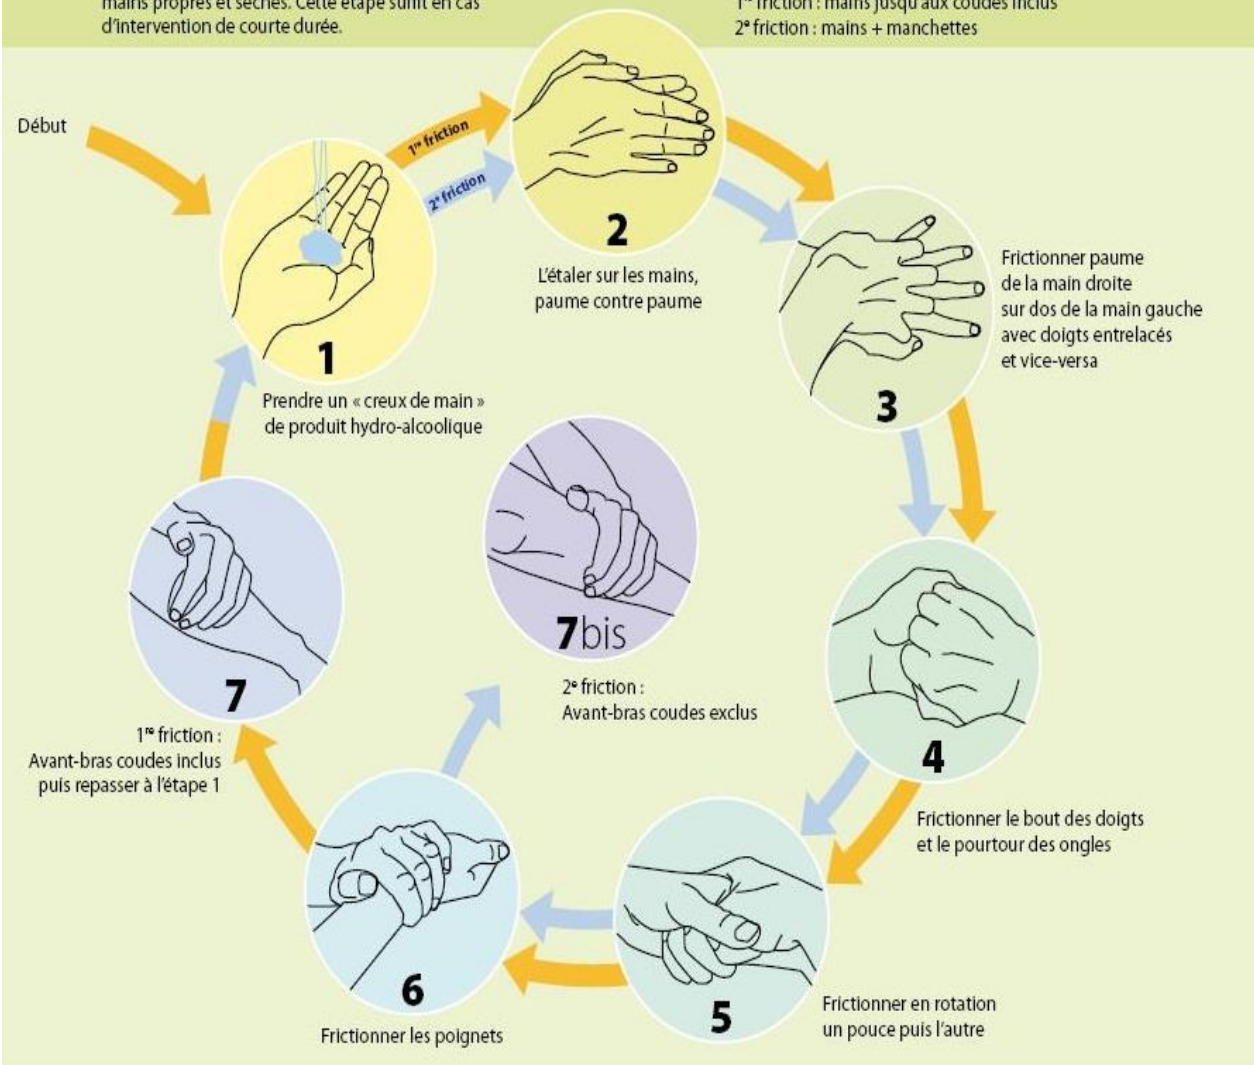 mains propres et sèches. Cette étape suffit en cas
d'intervention de courte durée.
1re friction : mains jusqu'aux coudes inclus
2e friction : mains + manchettes
Début
1re friction
2e friction
1
Prendre un « creux de main »
de produit hydro-alcoolique
2
L'étaler sur les mains,
paume contre paume
3
Frictionner paume
de la main droite
sur dos de la main gauche
avec doigts entrelacés
et vice-versa
4
Frictionner le bout des doigts
et le pourtour des ongles
5
Frictionner en rotation
un pouce puis l'autre
6
Frictionner les poignets
7
1re friction :
Avant-bras coudes inclus
puis repasser à l'étape 1
7bis
2e friction :
Avant-bras coudes exclus